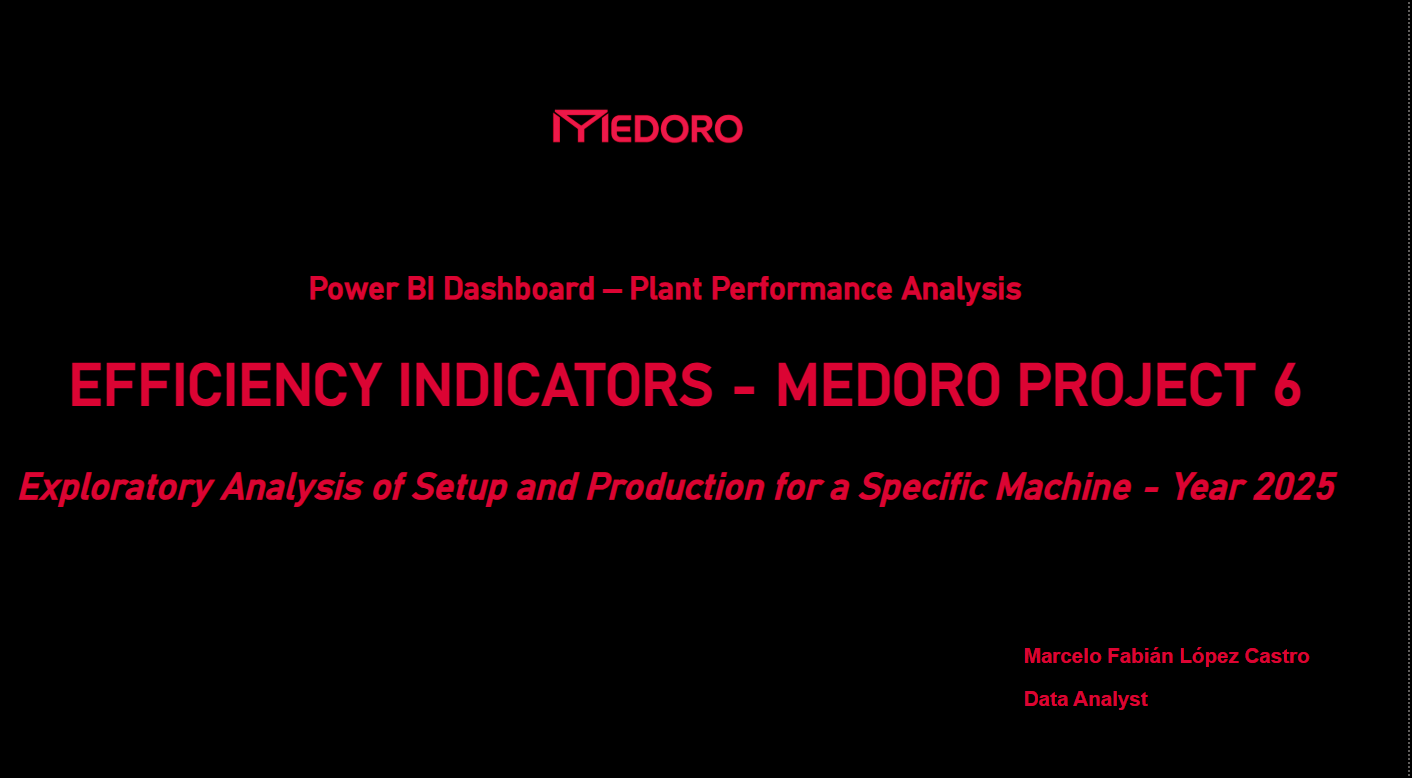 MEDORO
Power BI Dashboard – Plant Performance Analysis
EFFICIENCY INDICATORS - MEDORO PROJECT 6
Exploratory Analysis of Setup and Production for a Specific Machine - Year 2025
Marcelo Fabián López Castro
Data Analyst